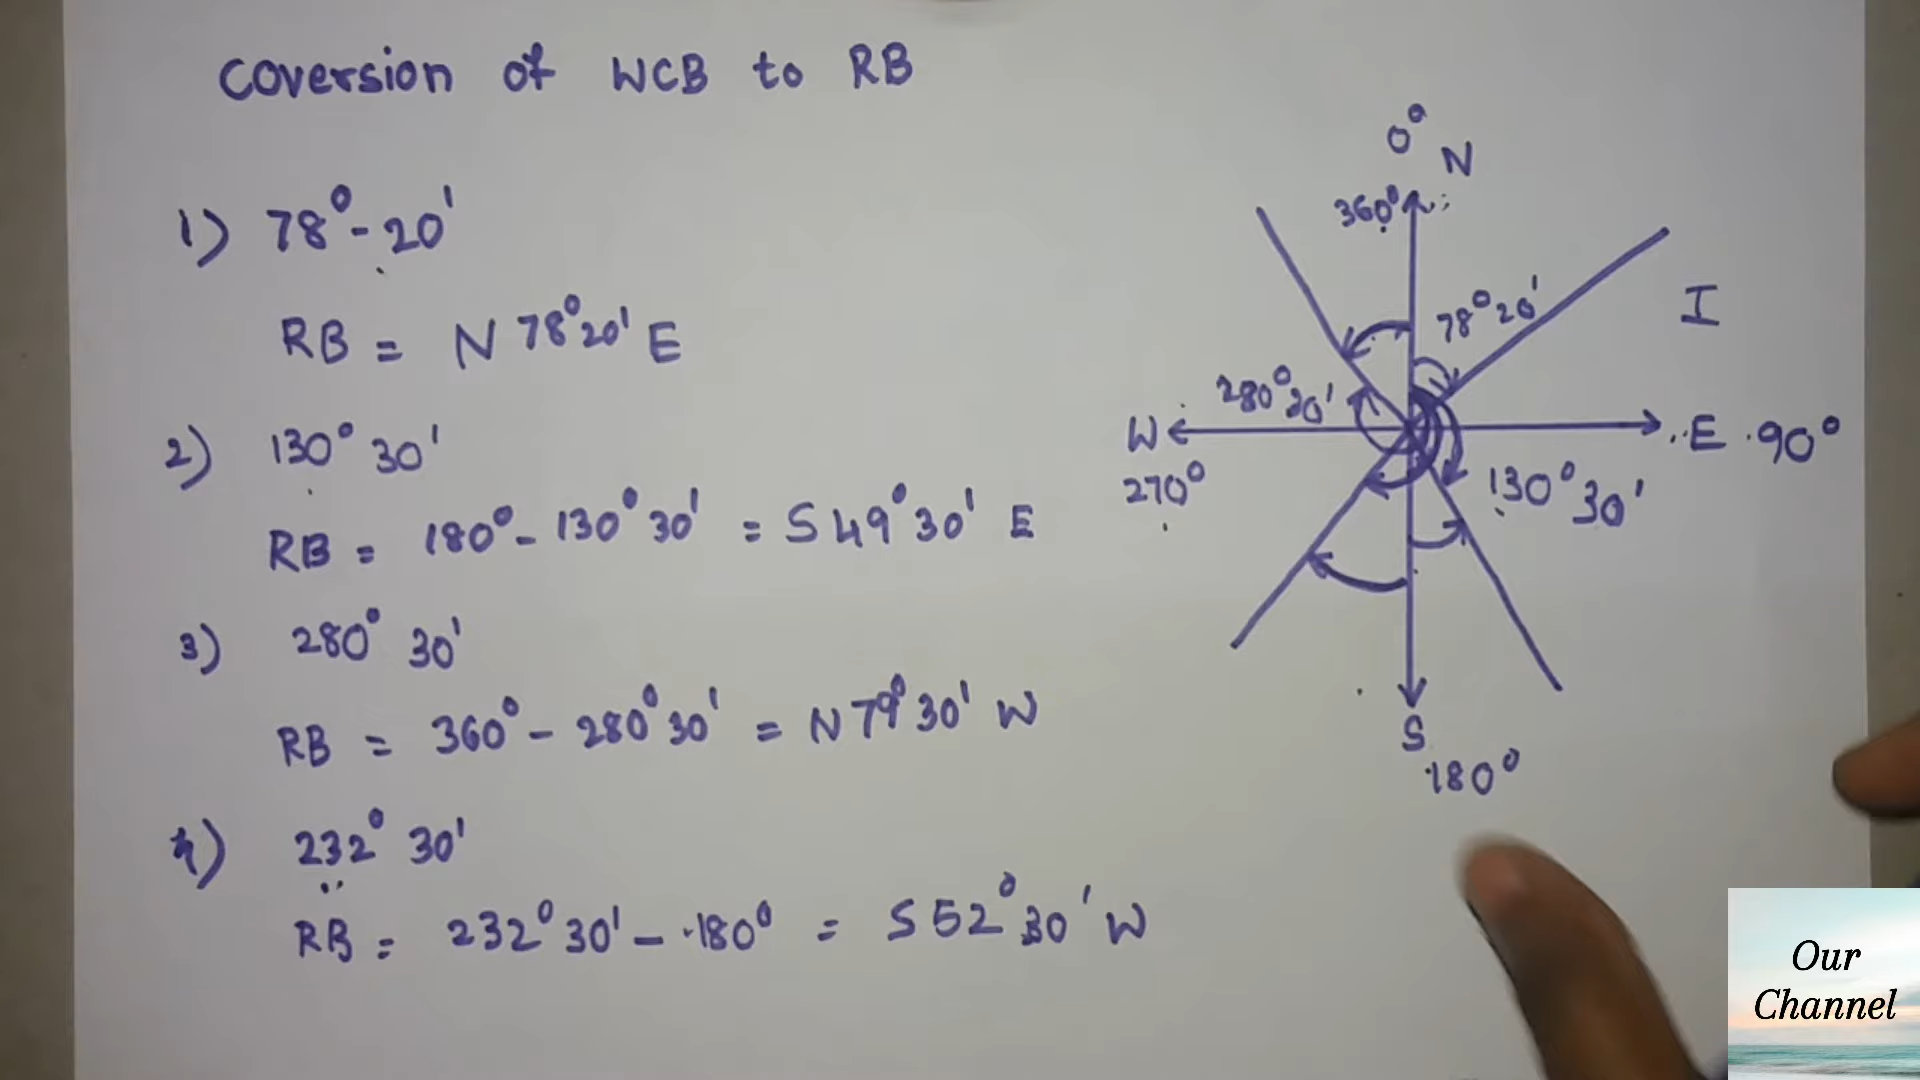 coversion of WCB to RB
1) 78° - 20'
RB = N 78°20' E
2) 130° 30'
RB = 180° - 130° 30' = S 49° 30' E
3) 280° 30'
RB = 360° - 280° 30' = N 79° 30' W
4) 232° 30'
RB = 232° 30' - 180° = S 52° 30' W
0° N
360°
78° 20'
I
280° 20'
W
270°
E 90°
130° 30'
S
180°
Our
Channel